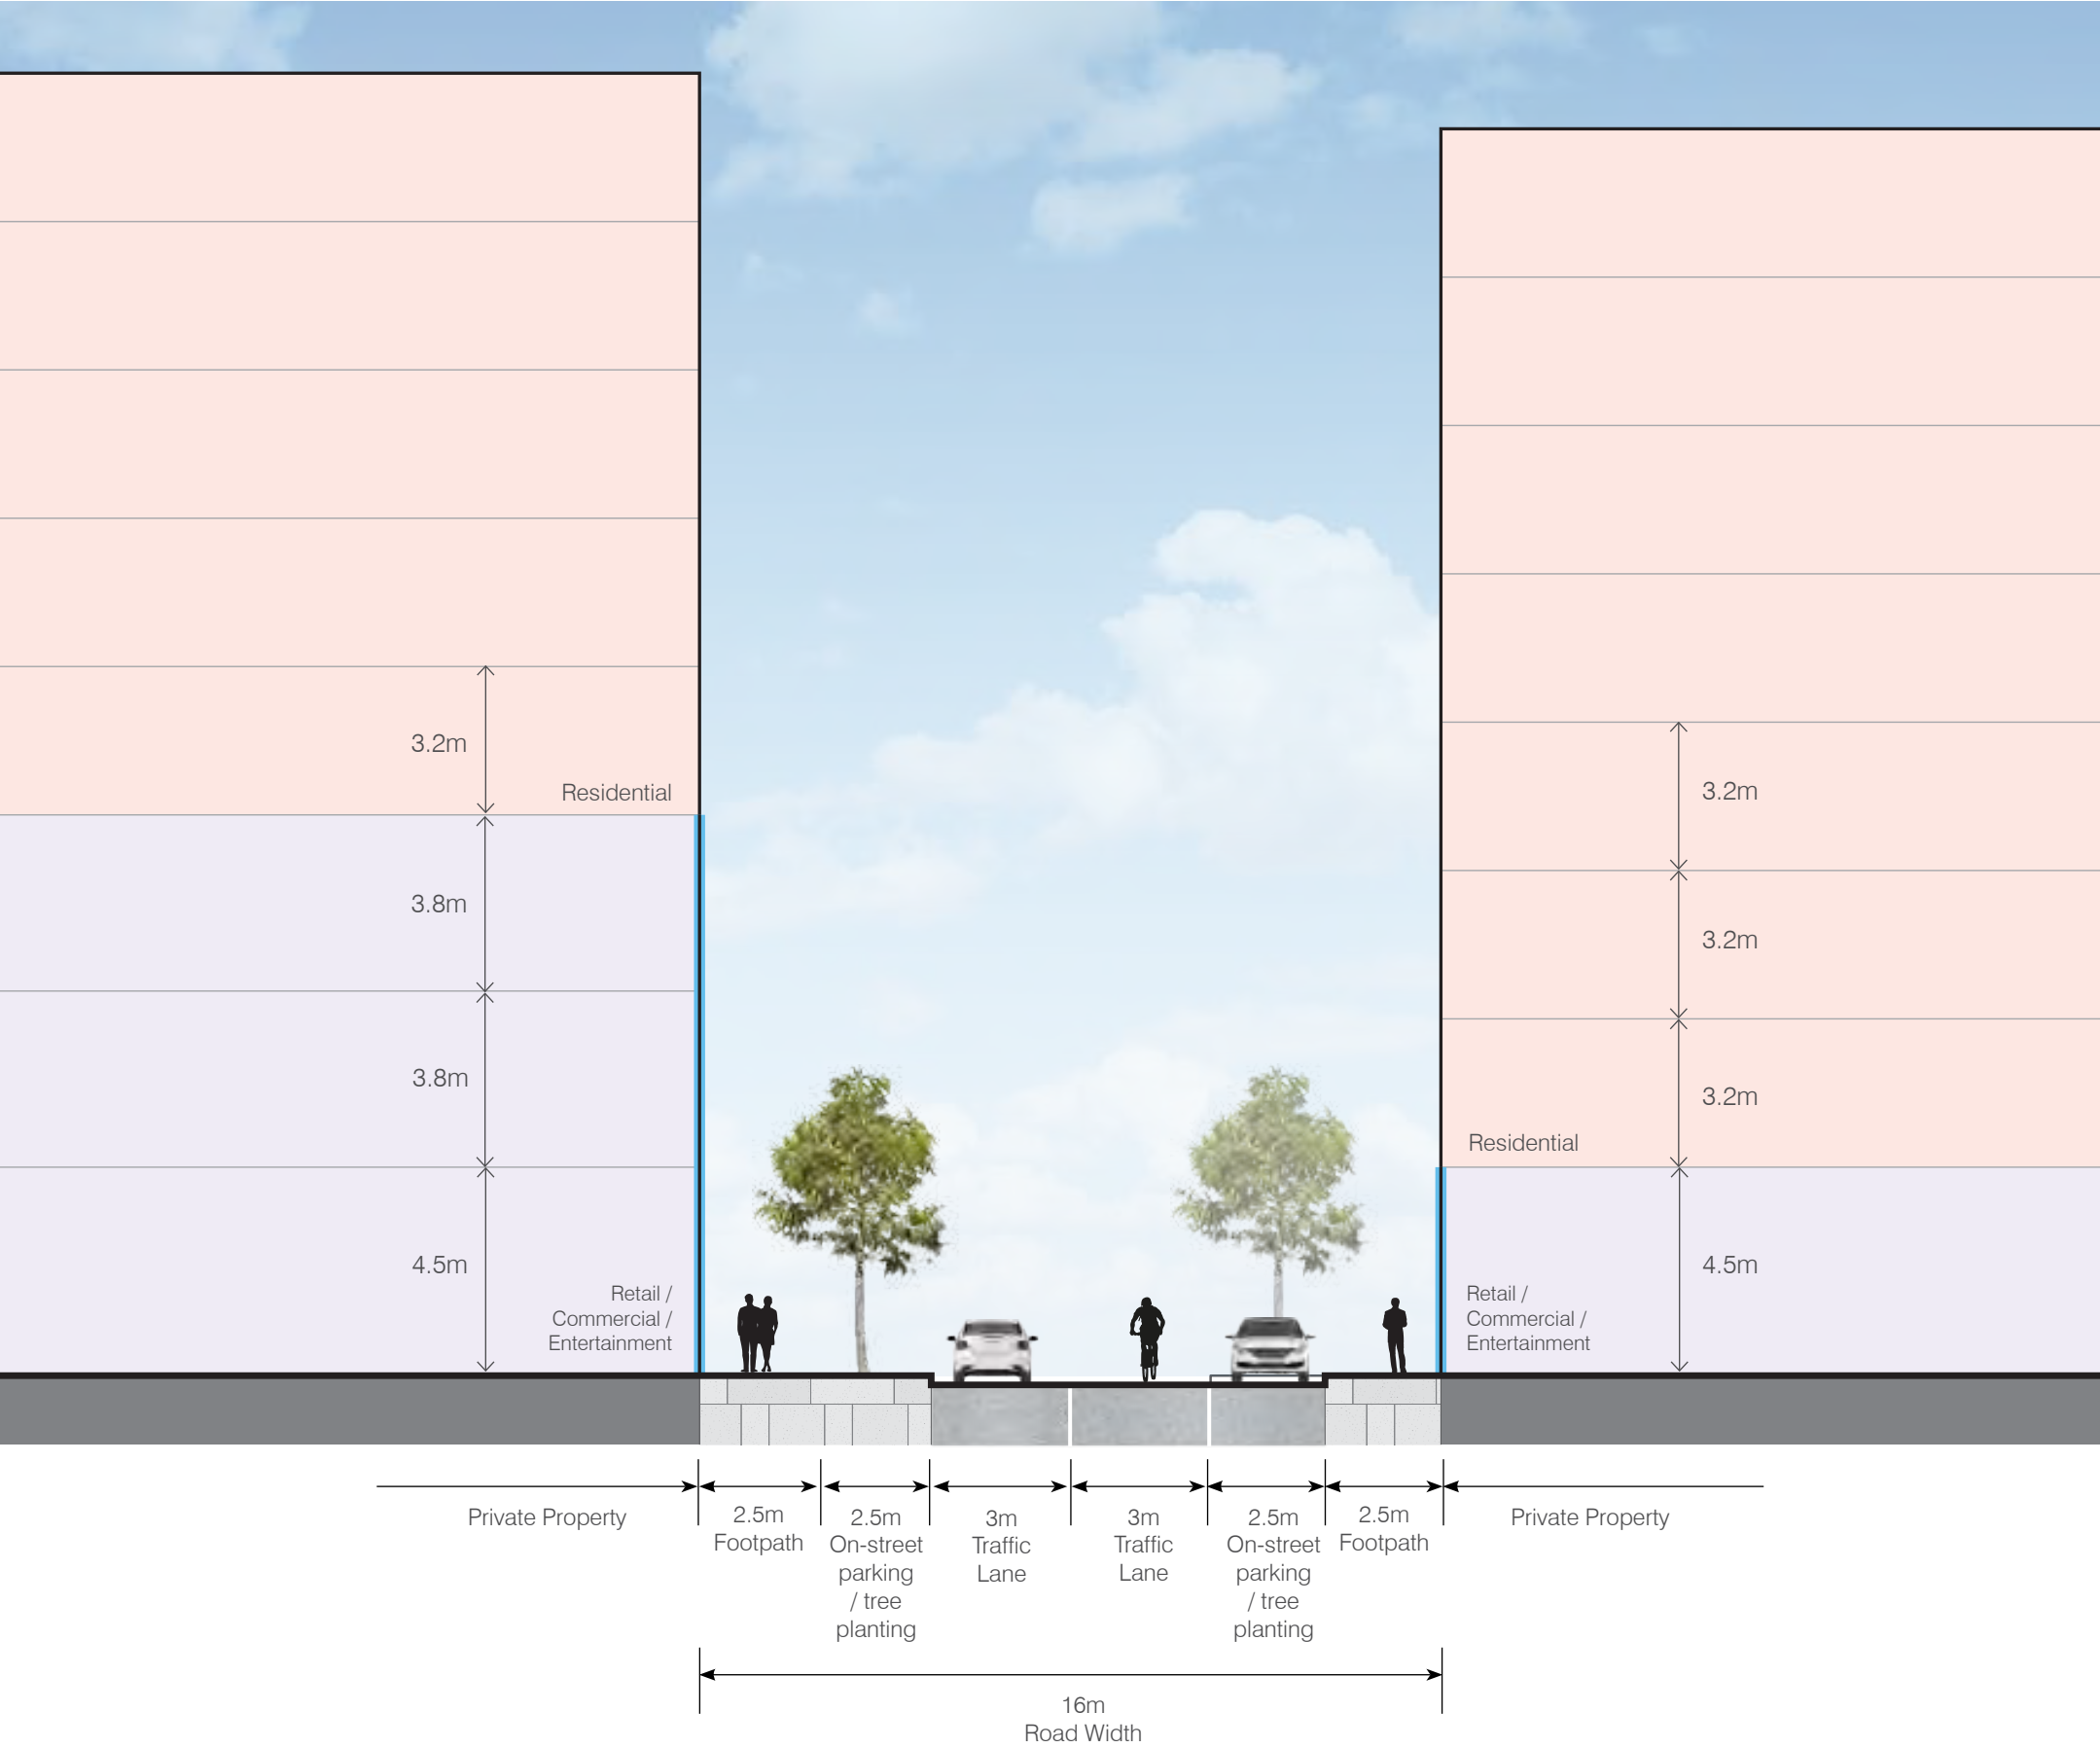 3.2m
Residential
3.8m
3.8m
4.5m
Retail /
Commercial /
Entertainment
3.2m
3.2m
3.2m
Residential
4.5m
Retail /
Commercial /
Entertainment
Private Property
2.5m
Footpath
2.5m
On-street
parking
/ tree
planting
3m
Traffic
Lane
3m
Traffic
Lane
2.5m
On-street
parking
/ tree
planting
2.5m
Footpath
Private Property
16m
Road Width